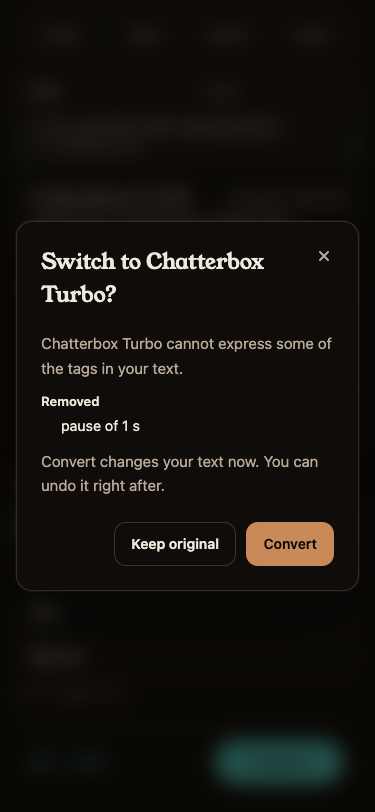 Switch to Chatterbox
Turbo?
Chatterbox Turbo cannot express some of
the tags in your text.
Removed
pause of 1 s
Convert changes your text now. You can
undo it right after.
Keep original
Convert